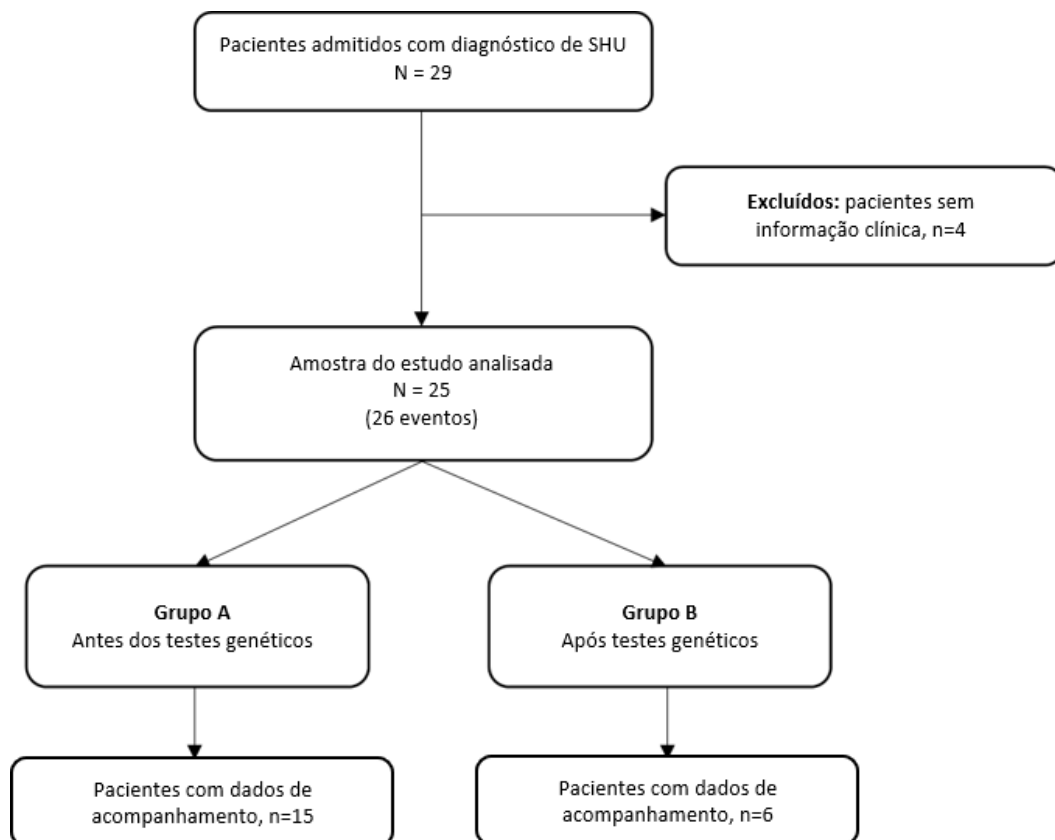 Pacientes admitidos com diagnóstico de SHU
N = 29
Excluídos: pacientes sem
informação clínica, n=4
Amostra do estudo analisada
N = 25
(26 eventos)
Grupo A
Antes dos testes genéticos
Grupo B
Após testes genéticos
Pacientes com dados de
acompanhamento, n=15
Pacientes com dados de
acompanhamento, n=6